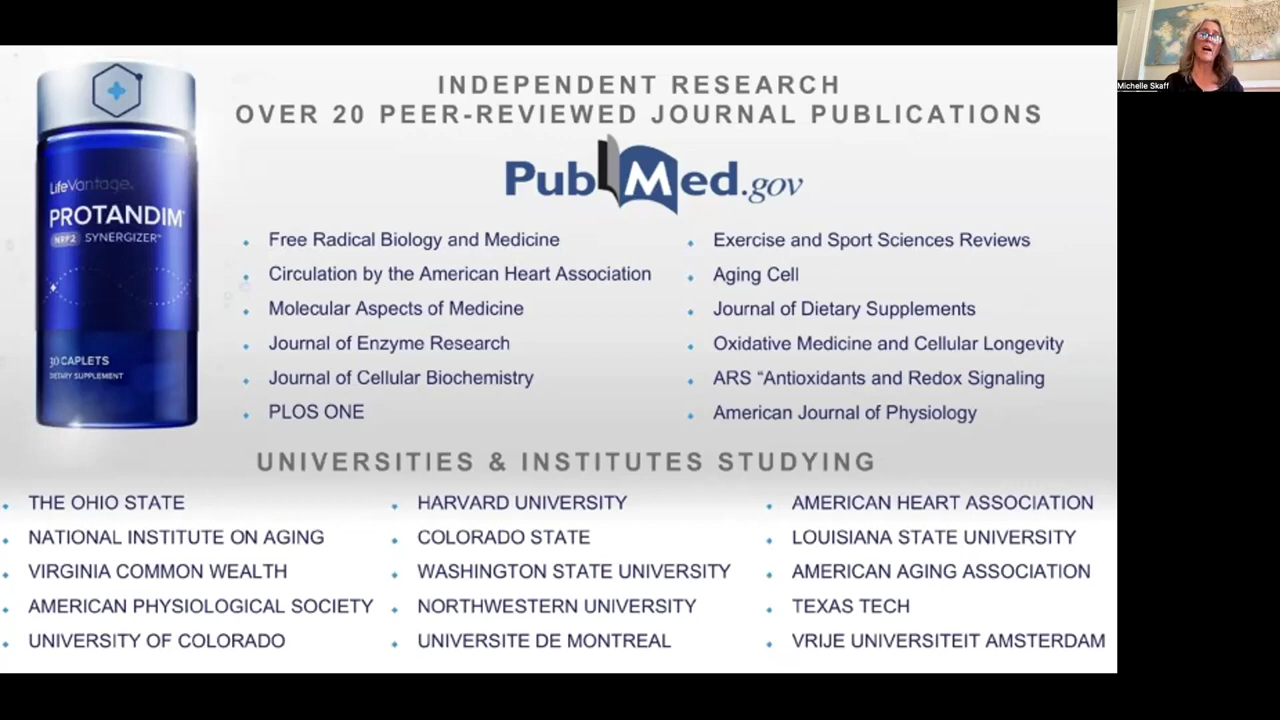 INDEPENDENT RESEARCH
OVER 20 PEER-REVIEWED JOURNAL PUBLICATIONS
PubMed.gov
LifeVantage
PROTANDIM
NRF2 SYNERGIZER™
30 CAPLETS
DIETARY SUPPLEMENT
Free Radical Biology and Medicine
Circulation by the American Heart Association
Molecular Aspects of Medicine
Journal of Enzyme Research
Journal of Cellular Biochemistry
PLOS ONE
Exercise and Sport Sciences Reviews
Aging Cell
Journal of Dietary Supplements
Oxidative Medicine and Cellular Longevity
ARS “Antioxidants and Redox Signaling
American Journal of Physiology
UNIVERSITIES & INSTITUTES STUDYING
THE OHIO STATE
NATIONAL INSTITUTE ON AGING
VIRGINIA COMMON WEALTH
AMERICAN PHYSIOLOGICAL SOCIETY
UNIVERSITY OF COLORADO
HARVARD UNIVERSITY
COLORADO STATE
WASHINGTON STATE UNIVERSITY
NORTHWESTERN UNIVERSITY
UNIVERSITE DE MONTREAL
AMERICAN HEART ASSOCIATION
LOUISIANA STATE UNIVERSITY
AMERICAN AGING ASSOCIATION
TEXAS TECH
VRIJE UNIVERSITEIT AMSTERDAM
Michelle Skaff